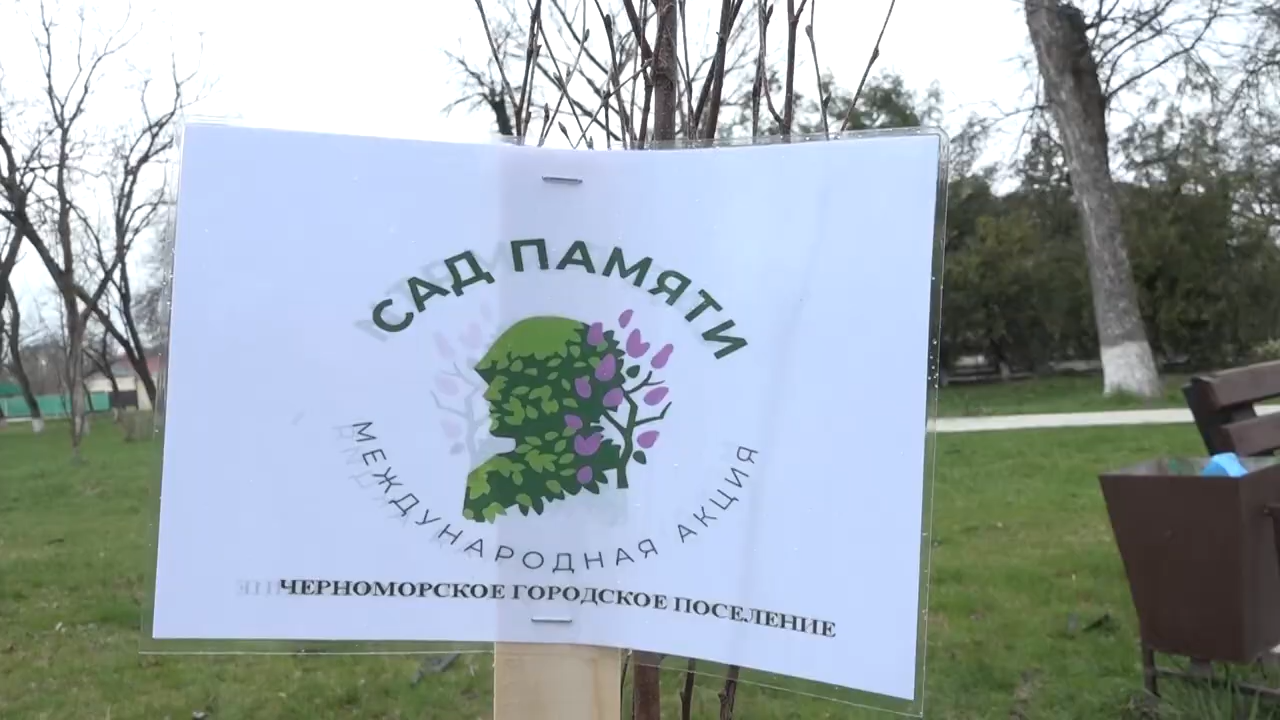 САД ПАМЯТИ
МЕЖДУНАРОДНАЯ АКЦИЯ
ЧЕРНОМОРСКОЕ ГОРОДСКОЕ ПОСЕЛЕНИЕ